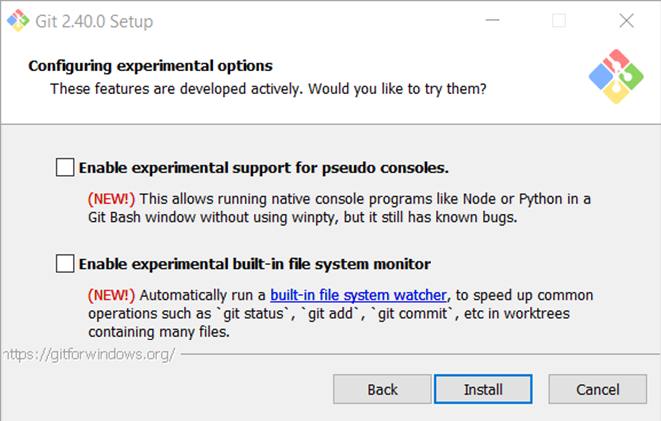 Git 2.40.0 Setup
Configuring experimental options
These features are developed actively. Would you like to try them?
Enable experimental support for pseudo consoles.
(NEW!) This allows running native console programs like Node or Python in a
Git Bash window without using winpty, but it still has known bugs.
Enable experimental built-in file system monitor
(NEW!) Automatically run a built-in file system watcher, to speed up common
operations such as `git status`, `git add`, `git commit`, etc in worktrees
containing many files.
https://gitforwindows.org/
Back
Install
Cancel